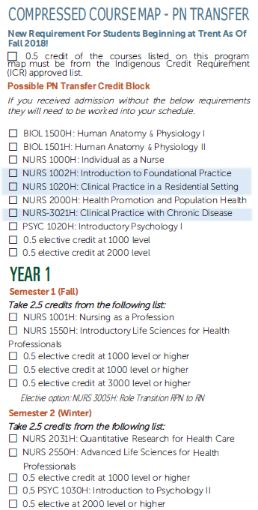 COMPRESSED COURSE MAP - PN TRANSFER
New Requirement For Students Beginning at Trent As Of
Fall 2018!
☐ 0.5 credit of the courses listed on this program
map must be from the Indigenous Credit Requirement
(ICR) approved list.
Possible PN Transfer Credit Block
If you received admission without the below requirements
they will need to be worked into your schedule.
☐ BIOL 1500H: Human Anatomy & Physiology I
☐ BIOL 1501H: Human Anatomy & Physiology II
☐ NURS 1000H: Individual as a Nurse
☐ NURS 1002H: Introduction to Foundational Practice
☐ NURS 1020H: Clinical Practice in a Residential Setting
☐ NURS 2000H: Health Promotion and Population Health
☐ NURS-3021H: Clinical Practice with Chronic Disease
☐ PSYC 1020H: Introductory Psychology I
☐ 0.5 elective credit at 1000 level
☐ 0.5 elective credit at 2000 level
YEAR 1
Semester 1 (Fall)
Take 2.5 credits from the following list:
☐ NURS 1001H: Nursing as a Profession
☐ NURS 1550H: Introductory Life Sciences for Health
Professionals
☐ 0.5 elective credit at 1000 level or higher
☐ 0.5 elective credit at 1000 level or higher
☐ 0.5 elective credit at 3000 level or higher
Elective option: NURS 3005H: Role Transition RPN to RN
Semester 2 (Winter)
Take 2.5 credits from the following list:
☐ NURS 2031H: Quantitative Research for Health Care
☐ NURS 2550H: Advanced Life Sciences for Health
Professionals
☐ 0.5 elective credit at 1000 level or higher
☐ 0.5 PSYC 1030H: Introduction to Psychology II
☐ 0.5 elective at 2000 level or higher